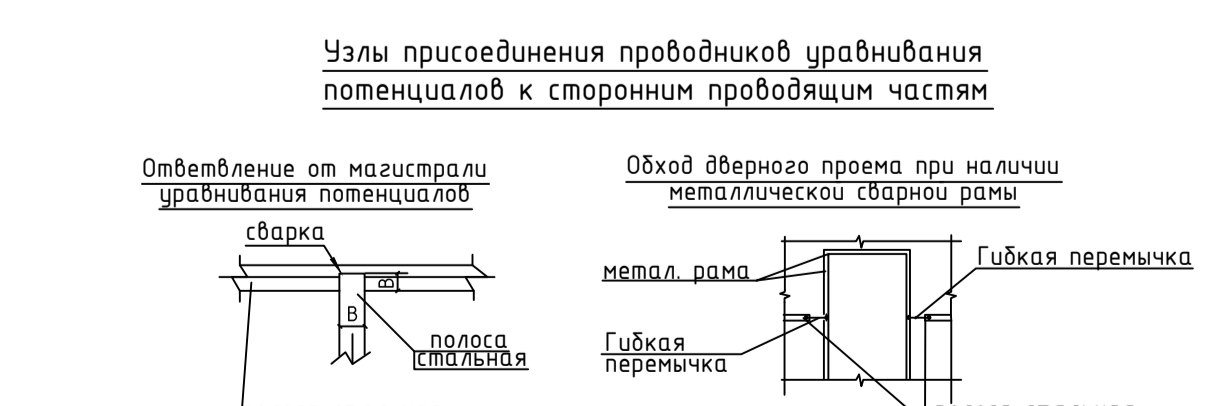 Узлы присоединения проводников уравнивания
потенциалов к сторонним проводящим частям
Ответвление от магистрали
уравнивания потенциалов
сварка
В
В
полоса
стальная
Обход дверного проема при наличии
металлической сварной рамы
метал. рама
Гибкая перемычка
Гибкая
перемычка